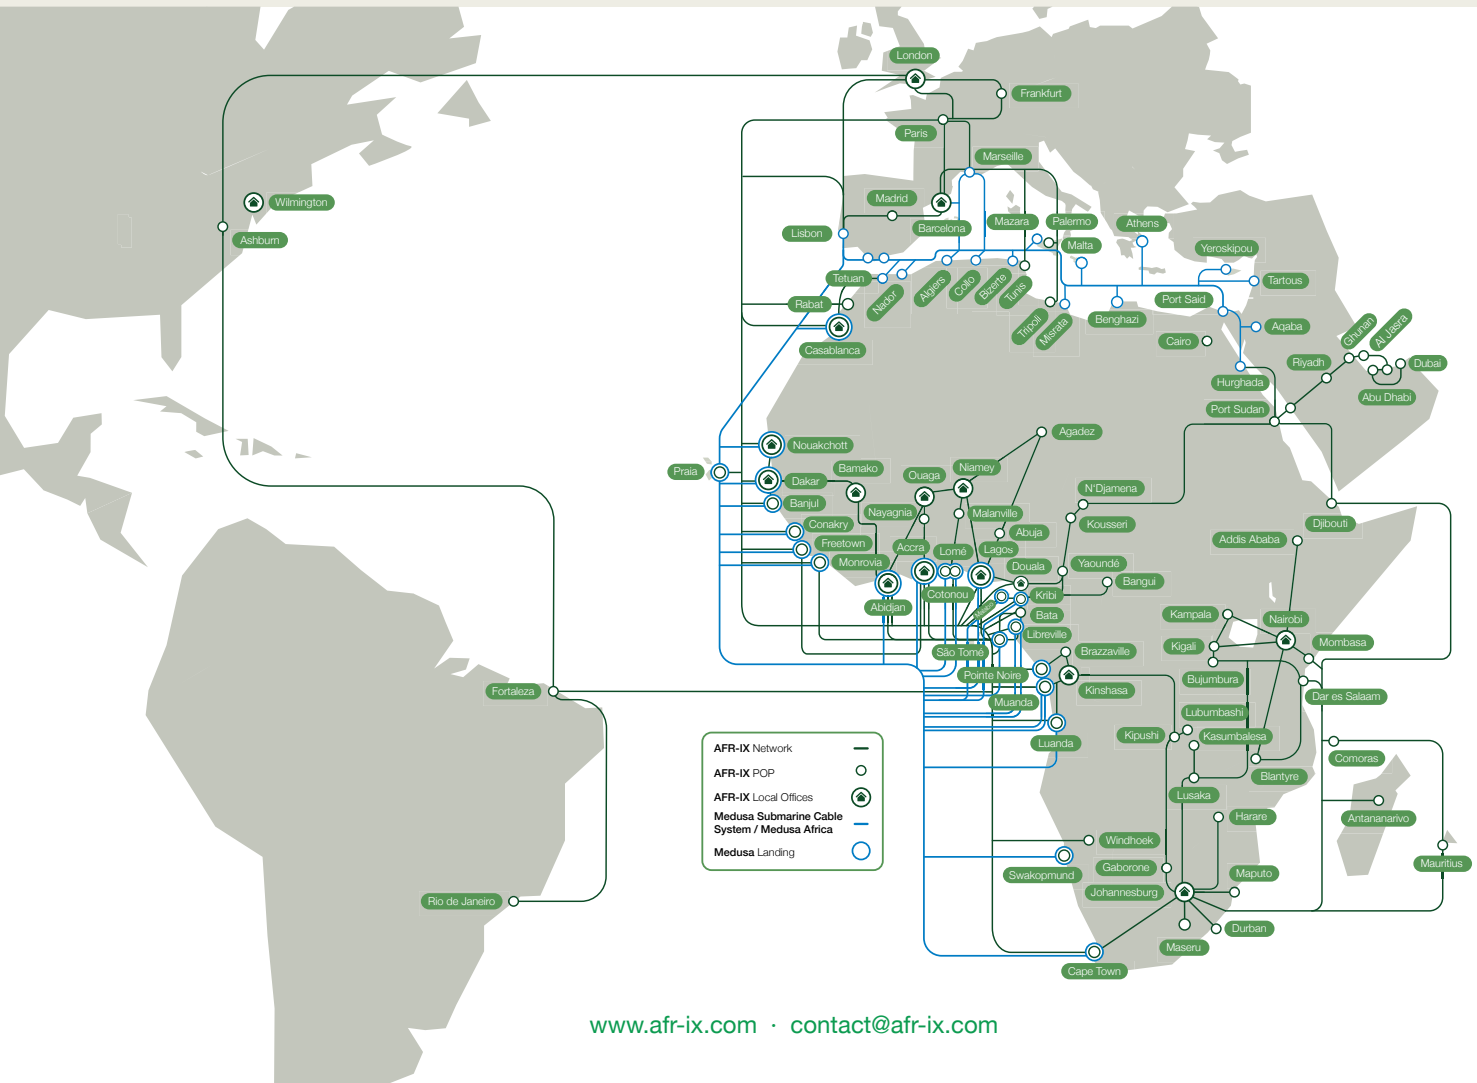 London
Frankfurt
Paris
Marseille
Wilmington
Madrid
Ashburn
Barcelona
Mazara
Palermo
Athens
Lisbon
Malta
Yeroskipou
Tetuan
Nador
Algiers
Collo
Bizerte
Tunis
Tartous
Rabat
Port Said
Tripoli
Misrata
Benghazi
Aqaba
Casablanca
Cairo
Ghunan
Al Jasra
Riyadh
Dubai
Hurghada
Abu Dhabi
Port Sudan
Agadez
Nouakchott
Praia
Bamako
Ouaga
Niamey
Dakar
N'Djamena
Banjul
Nayagnia
Malanville
Kousseri
Djibouti
Conakry
Abuja
Addis Ababa
Freetown
Accra
Lomé
Lagos
Monrovia
Douala
Yaoundé
Bangui
Cotonou
Kribi
Abidjan
Malabo
Bata
Kampala
Nairobi
Libreville
Mombasa
São Tomé
Brazzaville
Kigali
Pointe Noire
Bujumbura
Fortaleza
Kinshasa
Dar es Salaam
Muanda
Lubumbashi
Luanda
Kipushi
Kasumbalesa
Comoras
Blantyre
Lusaka
AFR-IX Network
AFR-IX POP
AFR-IX Local Offices
Medusa Submarine Cable
System / Medusa Africa
Medusa Landing
Harare
Antananarivo
Windhoek
Mauritius
Swakopmund
Gaborone
Maputo
Johannesburg
Rio de Janeiro
Durban
Maseru
Cape Town
www.afr-ix.com · contact@afr-ix.com